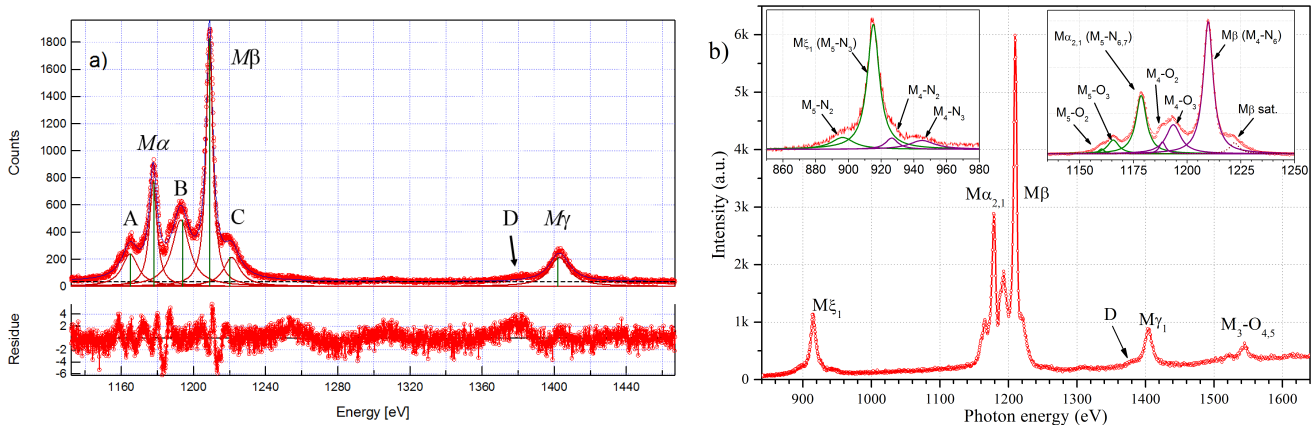 a)
Counts
1800
1600
1400
1200
1000
800
600
400
200
0
Mα
A
B
Mβ
C
D
Mγ
Residue
4
2
0
-2
-4
-6
1160 1200 1240 1280 1320 1360 1400 1440
Energy [eV]
b)
Intensity (a.u.)
6k
5k
4k
3k
2k
1k
0
Mξ₁ (M₅-N₃)
M₅-N₂
M₄-N₂
M₄-N₃
860 880 900 920 940 960 980
Mα₂,₁ (M₅-N₆,₇)
Mβ (M₄-N₆)
M₄-O₂
M₅-O₃
M₄-O₃
M₅-O₂
Mβ sat.
1150 1175 1200 1225 1250
Mα₂,₁
Mβ
Mξ₁
D
Mγ₁
M₃-O₄,₅
900 1000 1100 1200 1300 1400 1500 1600
Photon energy (eV)